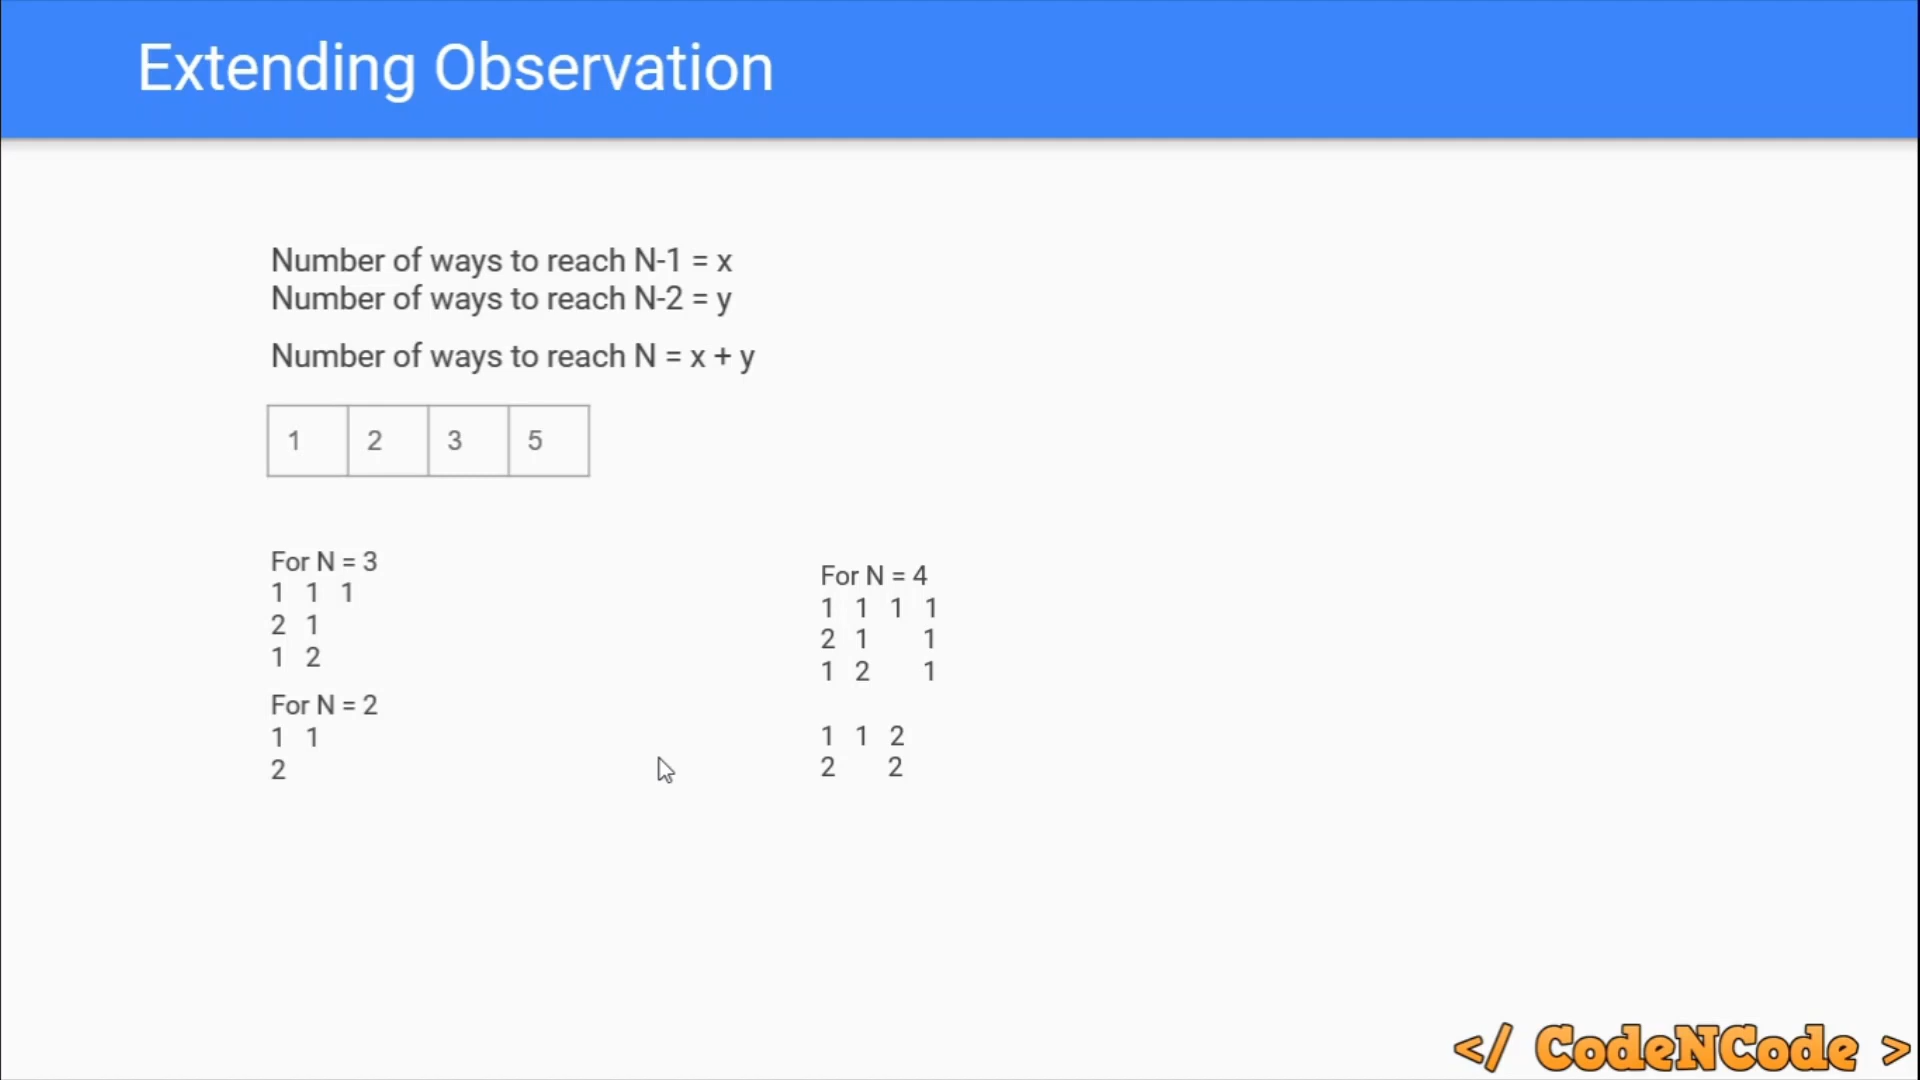 Extending Observation
Number of ways to reach N-1 = x
Number of ways to reach N-2 = y
Number of ways to reach N = x + y
1 2 3 5
For N = 3
1 1 1
2 1
1 2
For N = 2
1 1
2
For N = 4
1 1 1 1
2 1 1
1 2 1
1 1 2
2 2
</ CodeNCode >